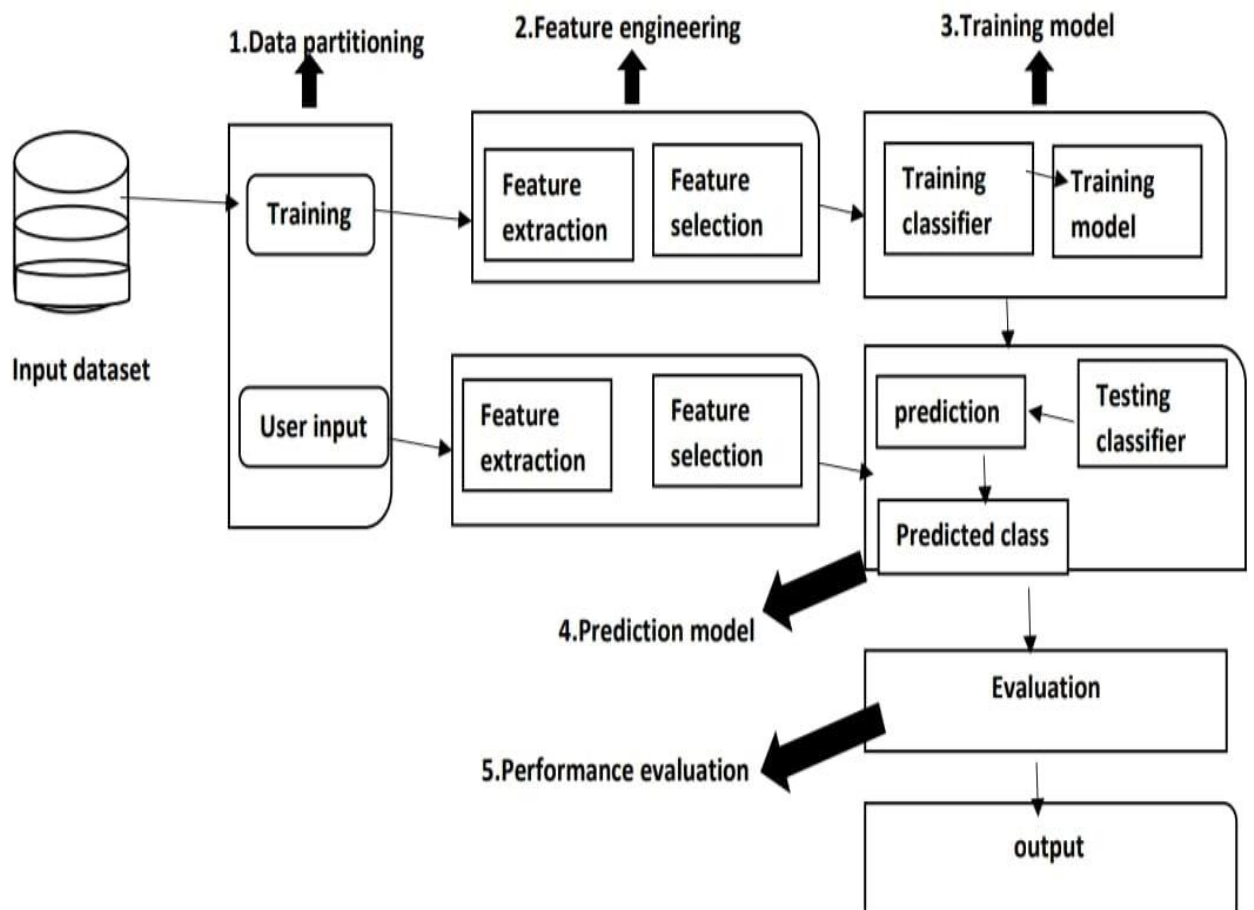 1.Data partitioning
2.Feature engineering
3.Training model
Input dataset
Training
User input
Feature
extraction
Feature
selection
Training
classifier
Training
model
Feature
extraction
Feature
selection
prediction
Testing
classifier
Predicted class
4.Prediction model
Evaluation
5.Performance evaluation
output